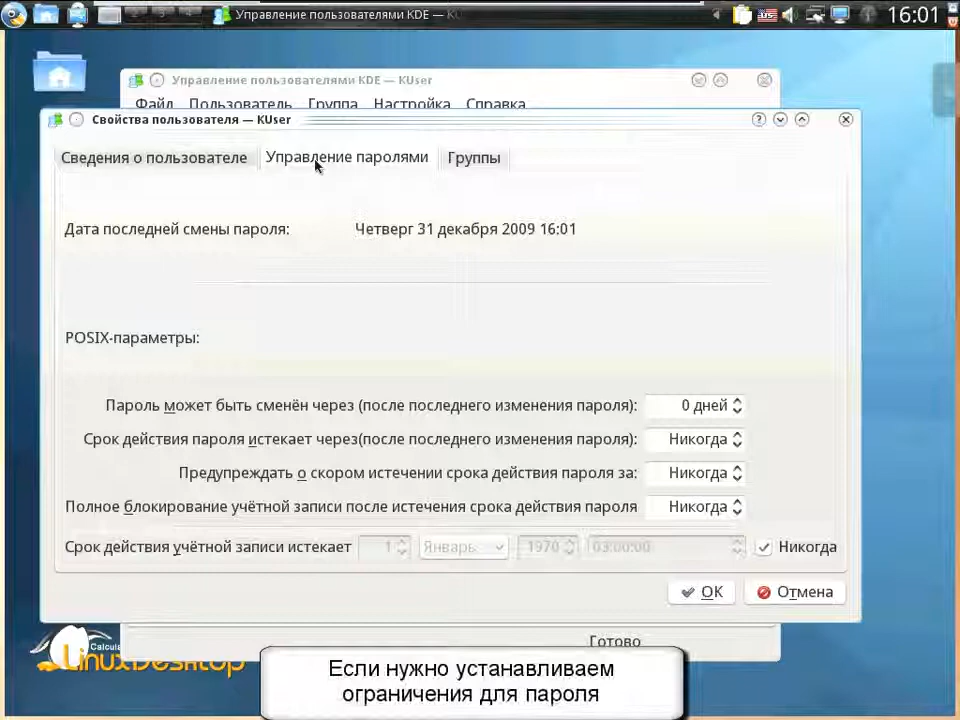 Управление пользователями KDE — KU
16:01
Управление пользователями KDE — KUser
Файл Пользователь Группа Настройка Справка
Свойства пользователя — KUser
Сведения о пользователе Управление паролями Группы
Дата последней смены пароля: Четверг 31 декабря 2009 16:01
POSIX-параметры:
Пароль может быть сменён через (после последнего изменения пароля): 0 дней
Срок действия пароля истекает через(после последнего изменения пароля): Никогда
Предупреждать о скором истечении срока действия пароля за: Никогда
Полное блокирование учётной записи после истечения срока действия пароля Никогда
Срок действия учётной записи истекает 1 Январь 1970 03:00:00 Никогда
OK Отмена
Готово
Calcula
LinuxDesktop
Если нужно устанавливаем
ограничения для пароля